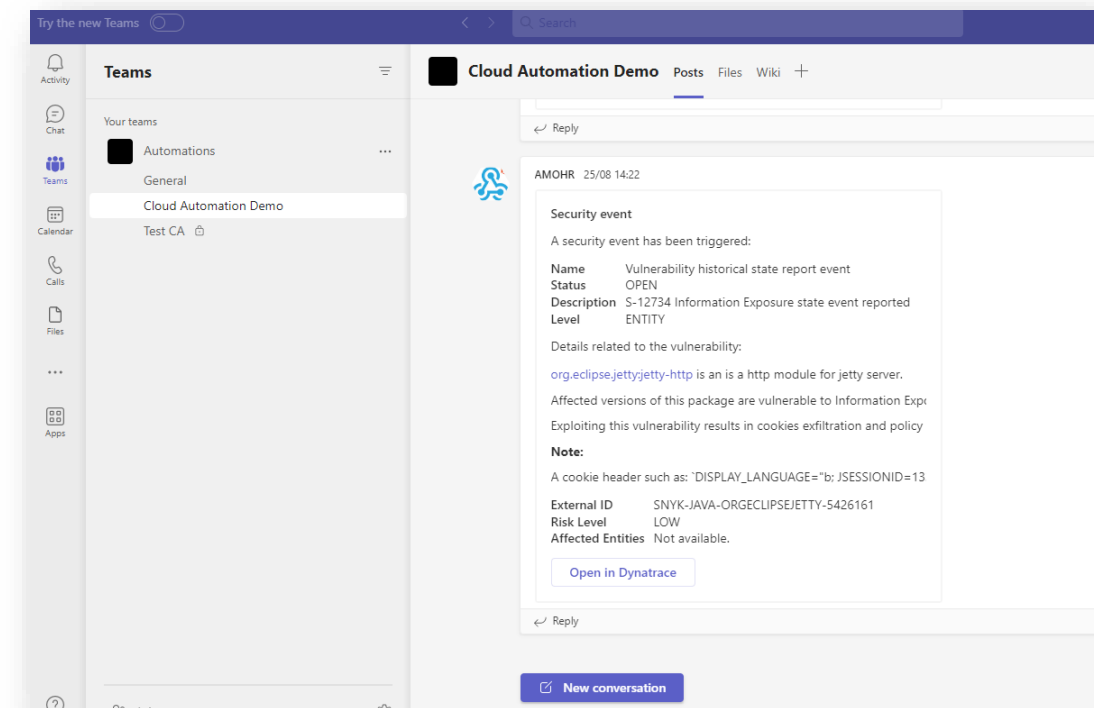 Try the new Teams
Search
Activity
Chat
Teams
Calendar
Calls
Files
Apps
Teams
Your teams
Automations
General
Cloud Automation Demo
Test CA
Cloud Automation Demo Posts Files Wiki
Reply
AMOHR 25/08 14:22
Security event
A security event has been triggered:
Name Vulnerability historical state report event
Status OPEN
Description S-12734 Information Exposure state event reported
Level ENTITY
Details related to the vulnerability:
org.eclipse.jetty:jetty-http is an is a http module for jetty server.
Affected versions of this package are vulnerable to Information Expo
Exploiting this vulnerability results in cookies exfiltration and policy
Note:
A cookie header such as: `DISPLAY_LANGUAGE="b; JSESSIONID=13
External ID SNYK-JAVA-ORGECLIPSEJETTY-5426161
Risk Level LOW
Affected Entities Not available.
Open in Dynatrace
Reply
New conversation